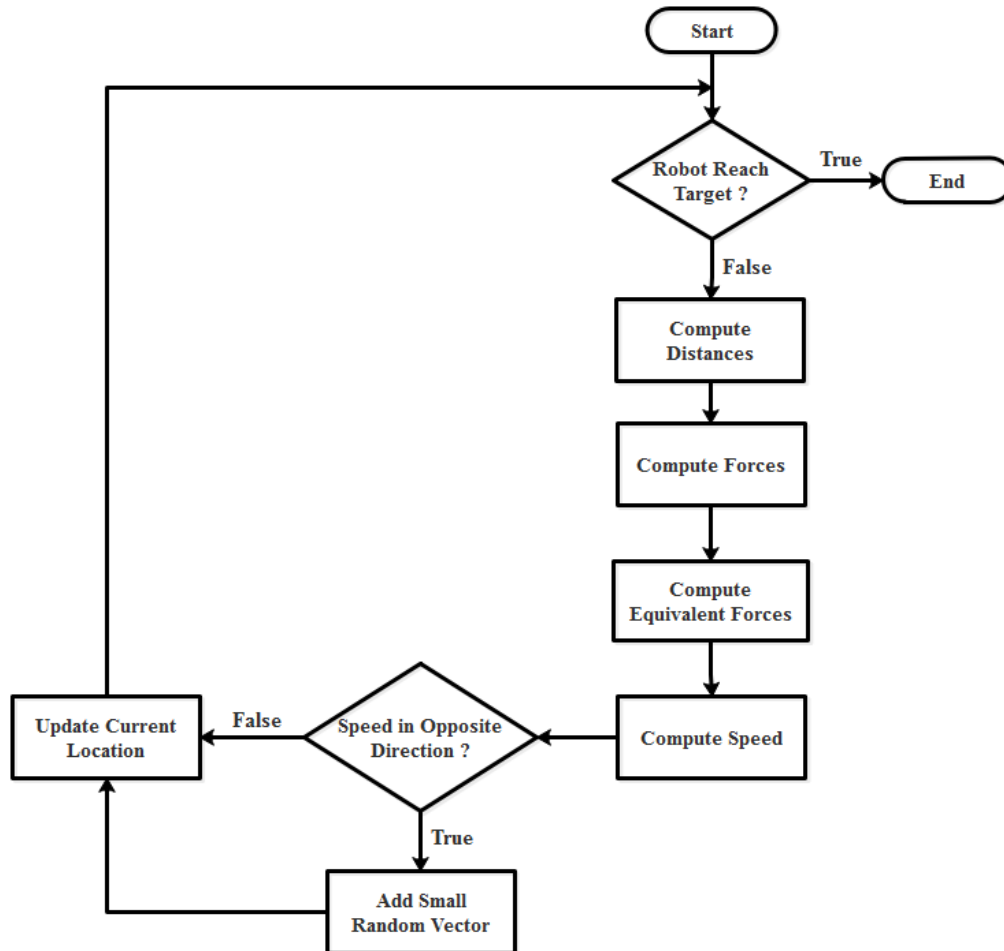 Start
Robot Reach
Target ?
True
End
False
Compute
Distances
Compute Forces
Compute
Equivalent Forces
Compute Speed
Speed in Opposite
Direction ?
False
Update Current
Location
True
Add Small
Random Vector